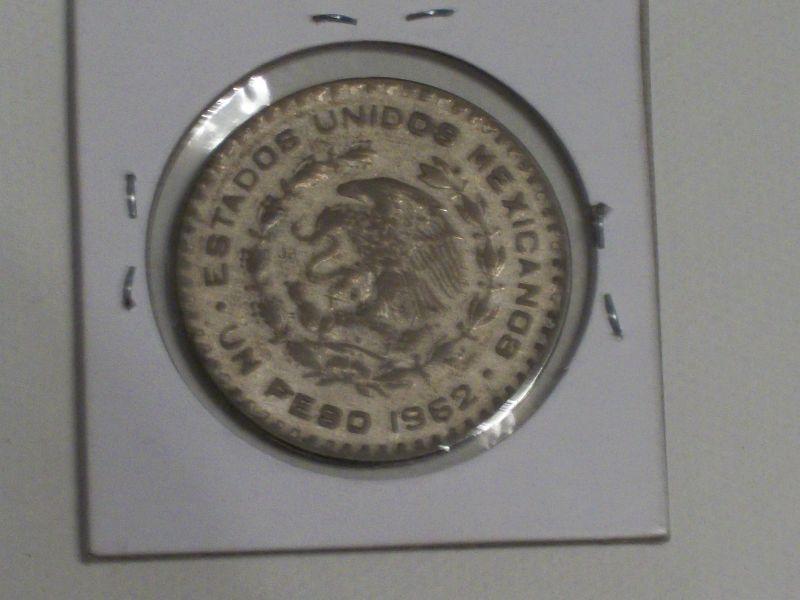 · ESTADOS UNIDOS MEXICANOS ·
UN PESO 1962